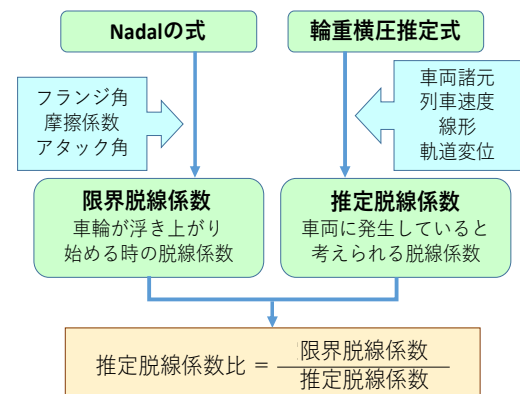 Nadalの式
輪重横圧推定式
フランジ角
摩擦係数
アタック角
車両諸元
列車速度
線形
軌道変位
限界脱線係数
車輪が浮き上がり
始める時の脱線係数
推定脱線係数
車両に発生していると
考えられる脱線係数
推定脱線係数比 =
限界脱線係数
推定脱線係数